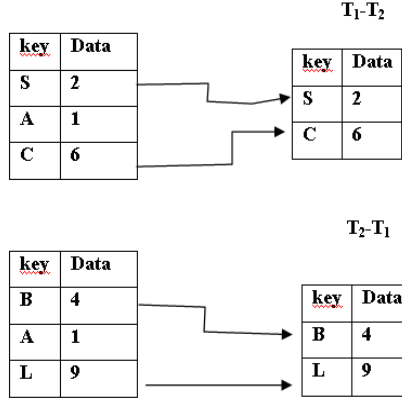 T₁-T₂
key Data
S 2
A 1
C 6
key Data
S 2
C 6
T₂-T₁
key Data
B 4
A 1
L 9
key Data
B 4
L 9